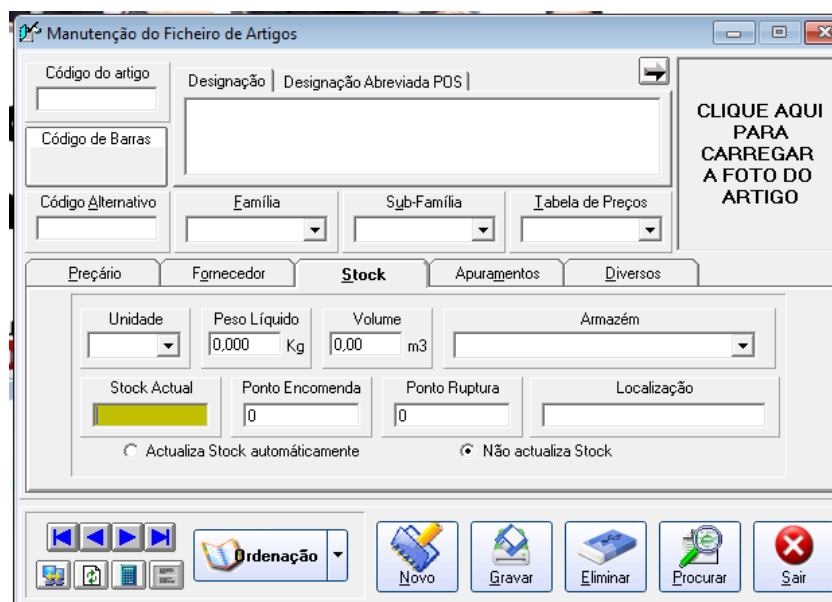 Manutenção do Ficheiro de Artigos
Código do artigo
Designação
Designação Abreviada POS
CLIQUE AQUI
PARA
CARREGAR
A FOTO DO
ARTIGO
Código de Barras
Código Alternativo
Família
Sub-Família
Tabela de Preços
Preçário
Fornecedor
Stock
Apuramentos
Diversos
Unidade
Peso Líquido
0,000 Kg
Volume
0,00 m3
Armazém
Stock Actual
Ponto Encomenda
0
Ponto Ruptura
0
Localização
Actualiza Stock automáticamente
Não actualiza Stock
Ordenação
Novo
Gravar
Eliminar
Procurar
Sair